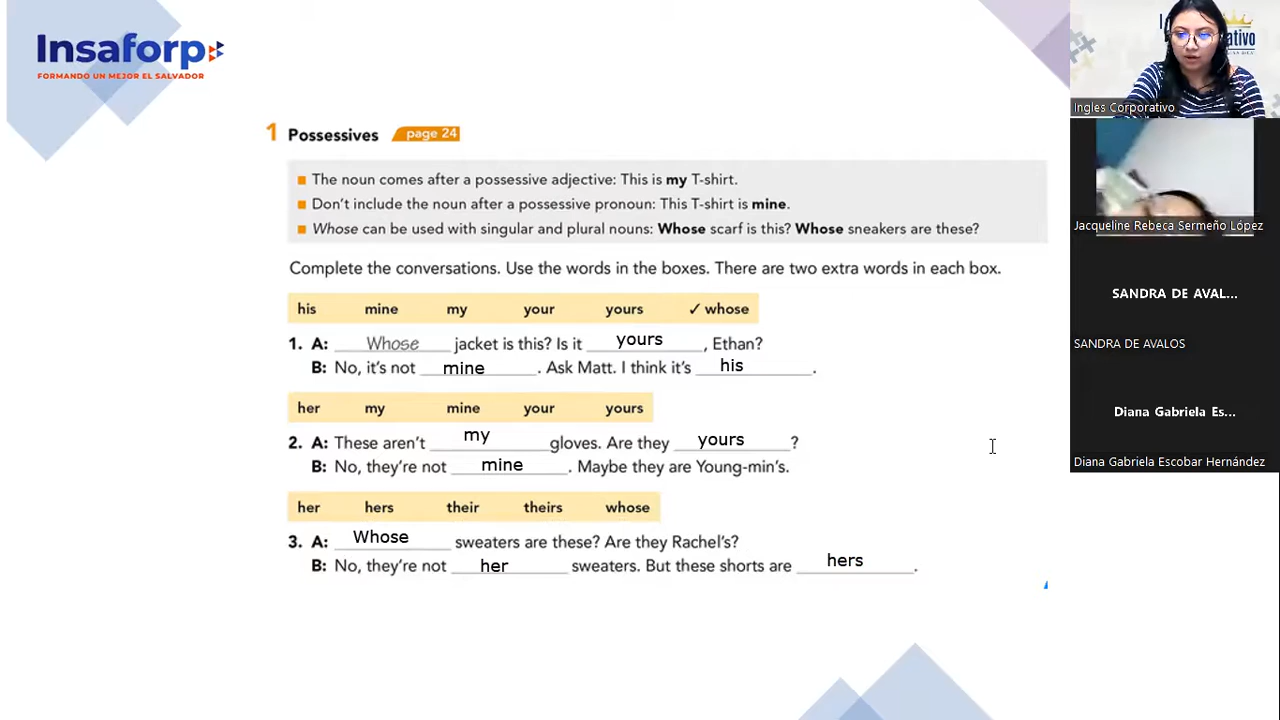 Insaforp
FORMANDO UN MEJOR EL SALVADOR
1 Possessives page 24
The noun comes after a possessive adjective: This is my T-shirt.
Don't include the noun after a possessive pronoun: This T-shirt is mine.
Whose can be used with singular and plural nouns: Whose scarf is this? Whose sneakers are these?
Complete the conversations. Use the words in the boxes. There are two extra words in each box.
his mine my your yours ✓ whose
1. A: Whose jacket is this? Is it yours, Ethan?
B: No, it's not mine. Ask Matt. I think it's his.
her my mine your yours
2. A: These aren't my gloves. Are they yours?
B: No, they're not mine. Maybe they are Young-min's.
her hers their theirs whose
3. A: Whose sweaters are these? Are they Rachel's?
B: No, they're not her sweaters. But these shorts are hers.
Ingles Corporativo
Jacqueline Rebeca Sermeño López
SANDRA DE AVAL...
SANDRA DE AVALOS
Diana Gabriela Es...
Diana Gabriela Escobar Hernández